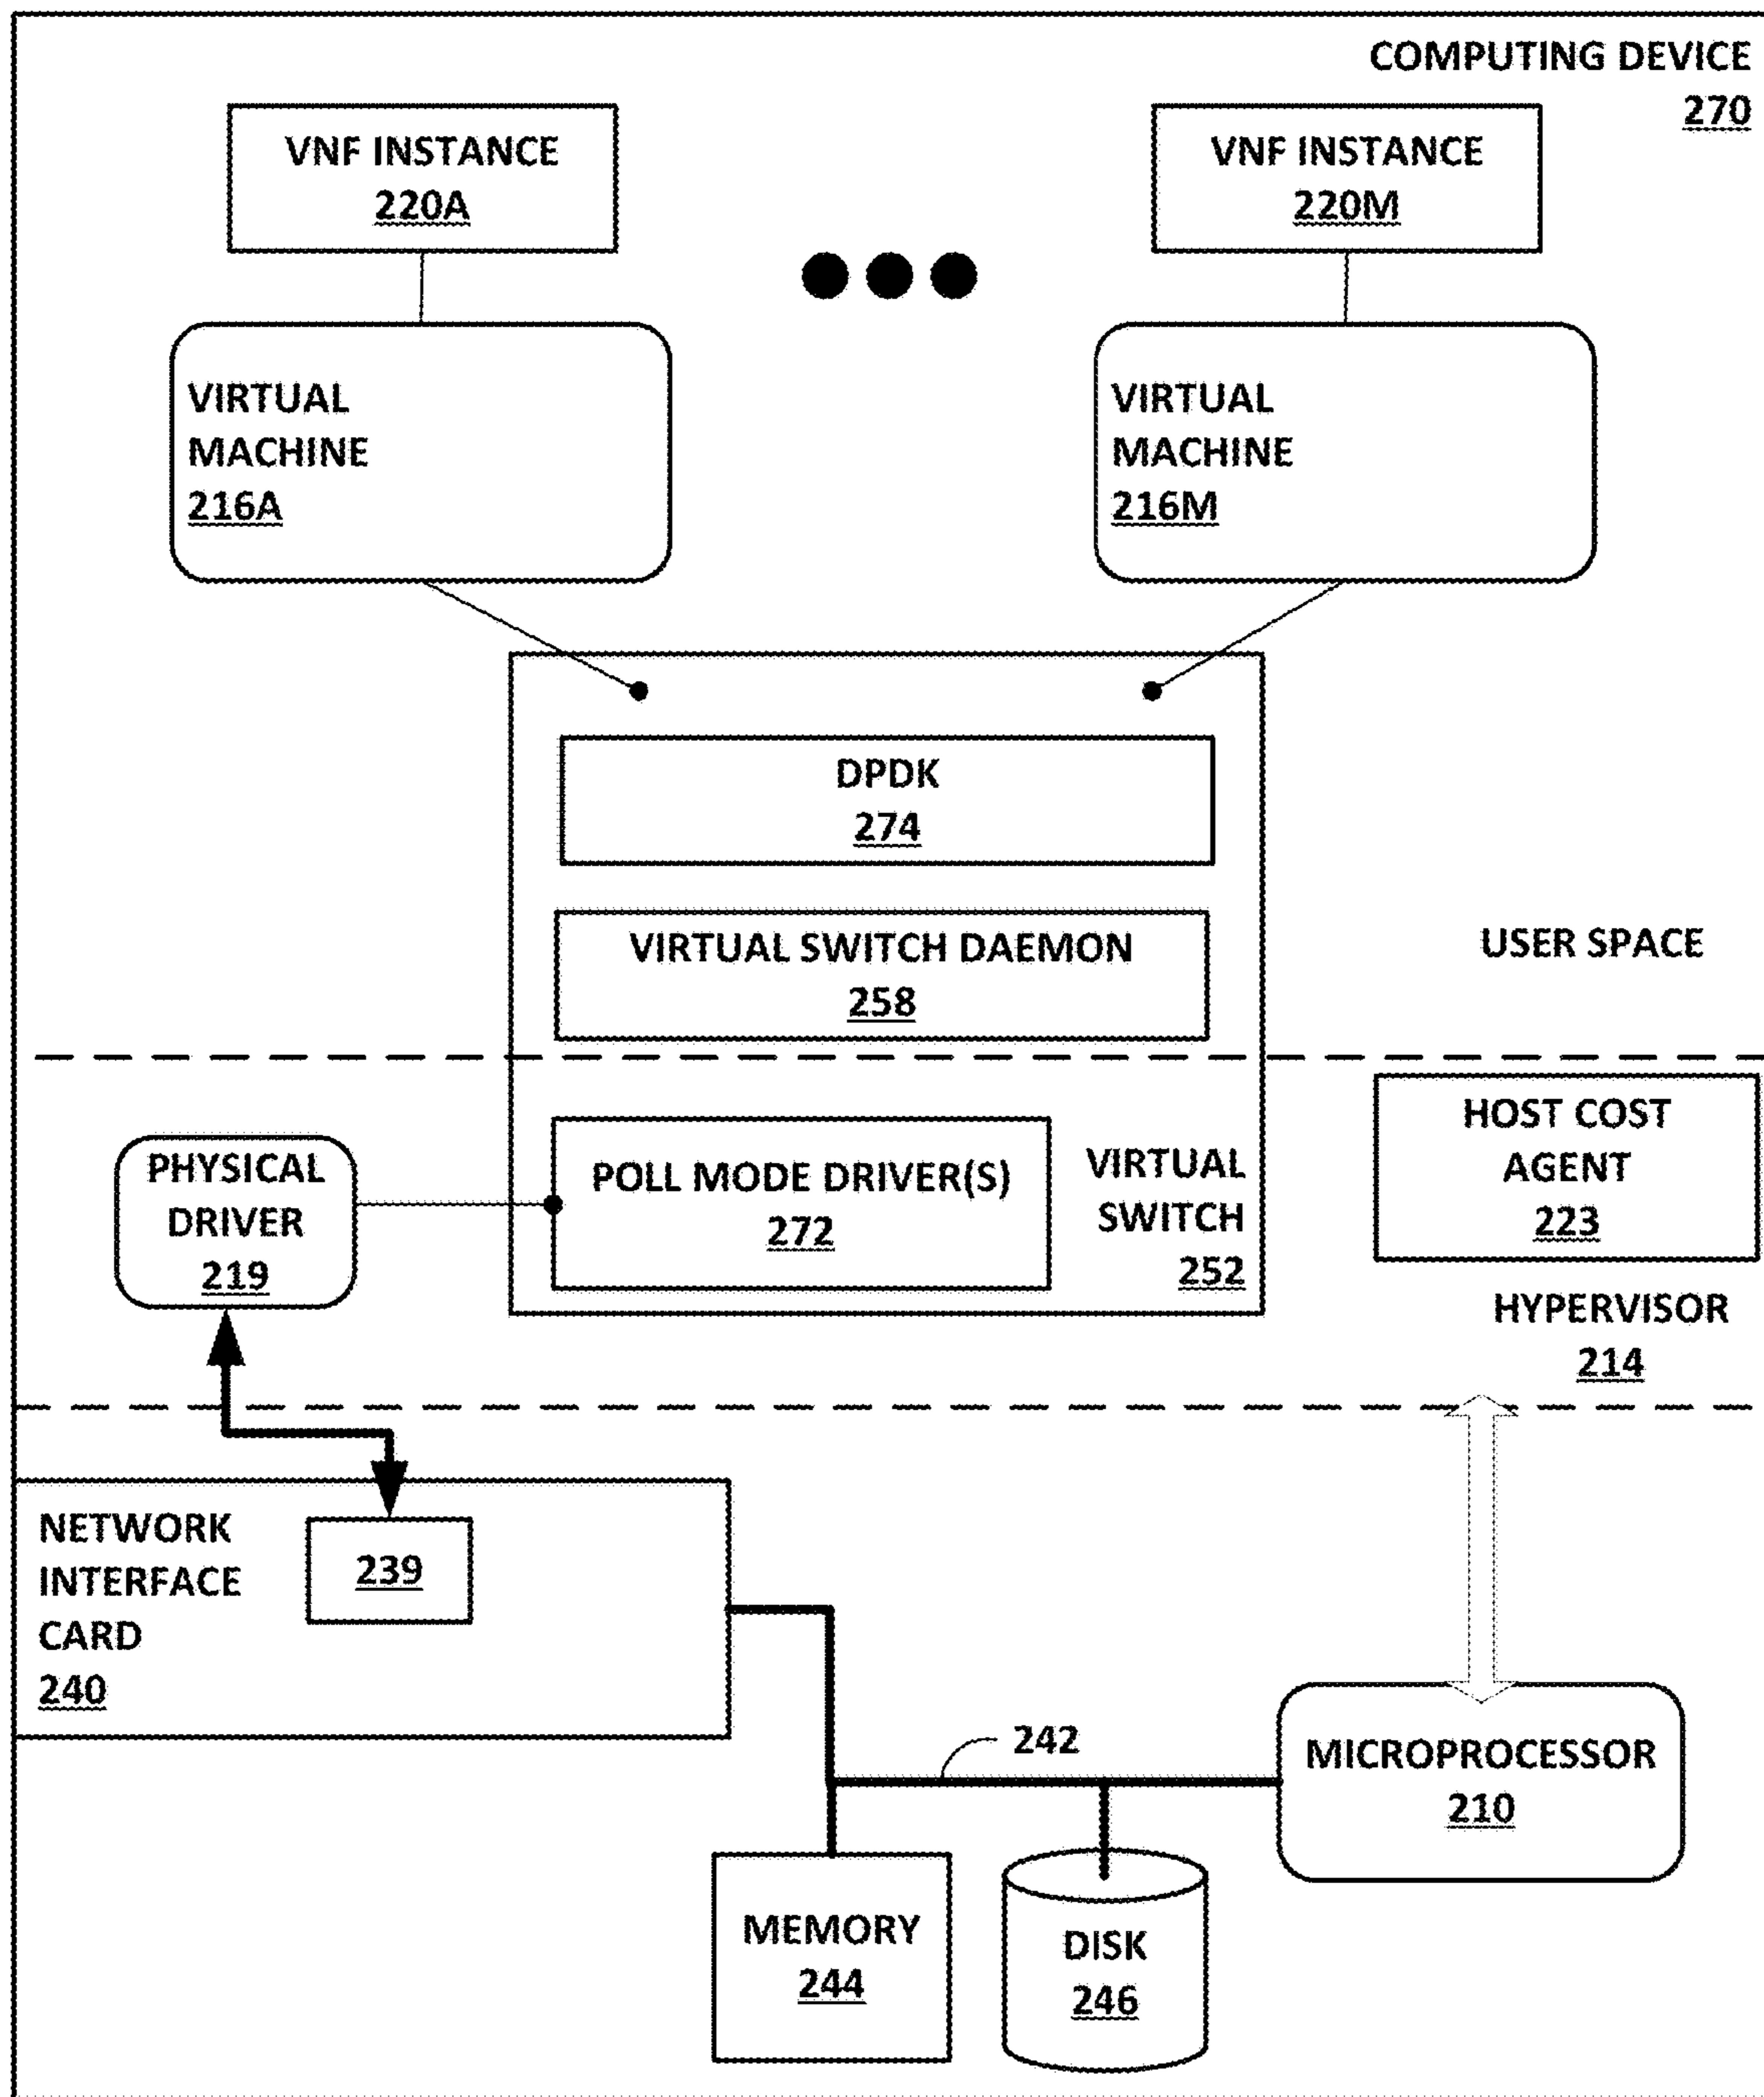 COMPUTING DEVICE
270
VNF INSTANCE
220A
VNF INSTANCE
220M
VIRTUAL
MACHINE
216A
VIRTUAL
MACHINE
216M
DPDK
274
VIRTUAL SWITCH DAEMON
258
USER SPACE
HOST COST
AGENT
223
PHYSICAL
DRIVER
219
POLL MODE DRIVER(S)
272
VIRTUAL
SWITCH
252
HYPERVISOR
214
NETWORK
INTERFACE
CARD
240
239
242
MICROPROCESSOR
210
MEMORY
244
DISK
246